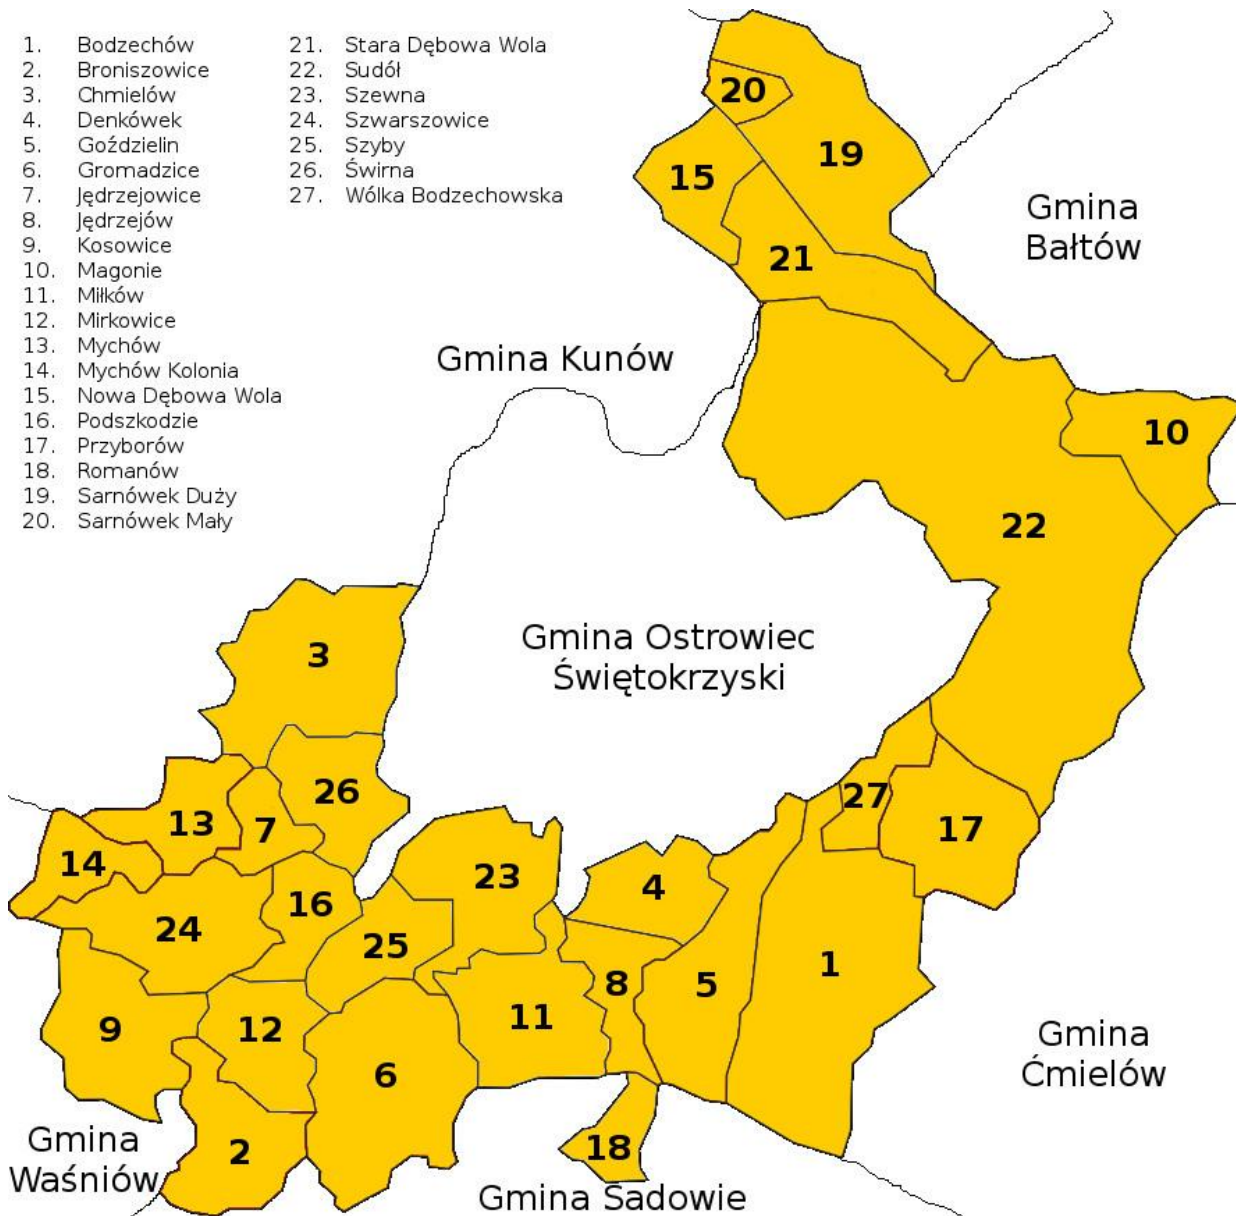 1. Bodzechów
2. Broniszowice
3. Chmielów
4. Denkówek
5. Goździelin
6. Gromadzice
7. Jędrzejowice
8. Jędrzejów
9. Kosowice
10. Magonie
11. Miłków
12. Mirkowice
13. Mychów
14. Mychów Kolonia
15. Nowa Dębowa Wola
16. Podszkodzie
17. Przyborów
18. Romanów
19. Sarnówek Duży
20. Sarnówek Mały
21. Stara Dębowa Wola
22. Sudół
23. Szewna
24. Szwarszowice
25. Szyby
26. Świrna
27. Wólka Bodzechowska
20
19
15
Gmina
Bałtów
21
Gmina Kunów
10
22
Gmina Ostrowiec
Świętokrzyski
3
26
27
13
7
17
14
23
4
16
24
25
1
8
5
9
12
11
6
Gmina
Ćmielów
Gmina
Waśniów
2
18
Gmina Sadowie